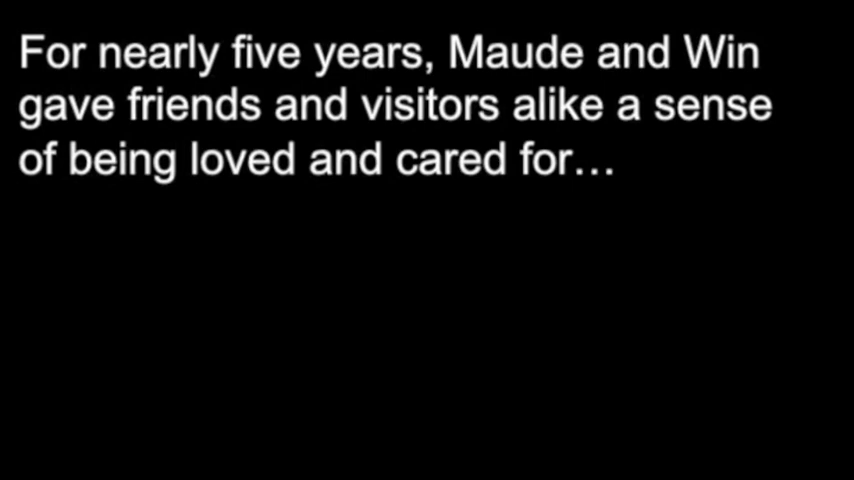 For nearly five years, Maude and Win
gave friends and visitors alike a sense
of being loved and cared for…